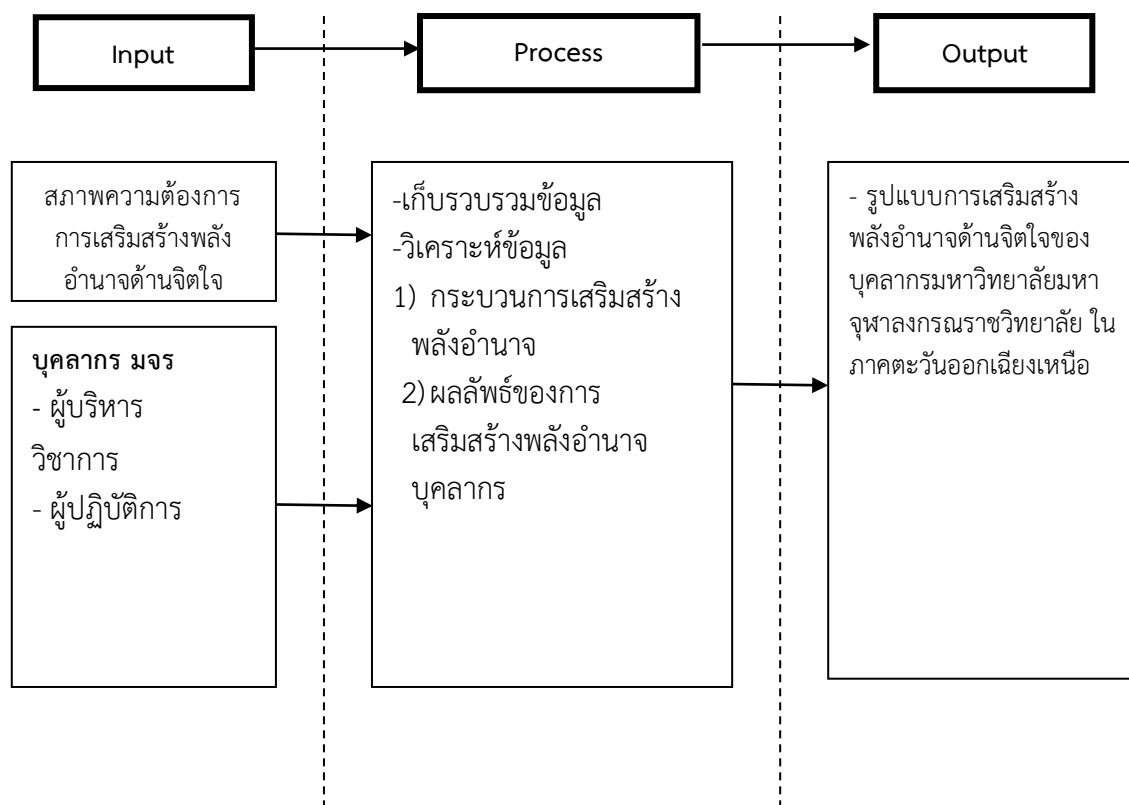 Input
Process
Output
สภาพความต้องการ
การเสริมสร้างพลัง
อำนาจด้านจิตใจ
บุคลากร มจร
- ผู้บริหาร
วิชาการ
- ผู้ปฏิบัติการ
-เก็บรวบรวมข้อมูล
-วิเคราะห์ข้อมูล
1) กระบวนการเสริมสร้าง
พลังอำนาจ
2) ผลลัพธ์ของการ
เสริมสร้างพลังอำนาจ
บุคลากร
- รูปแบบการเสริมสร้าง
พลังอำนาจด้านจิตใจของ
บุคลากรมหาวิทยาลัยมหา
จุฬาลงกรณราชวิทยาลัย ใน
ภาคตะวันออกเฉียงเหนือ